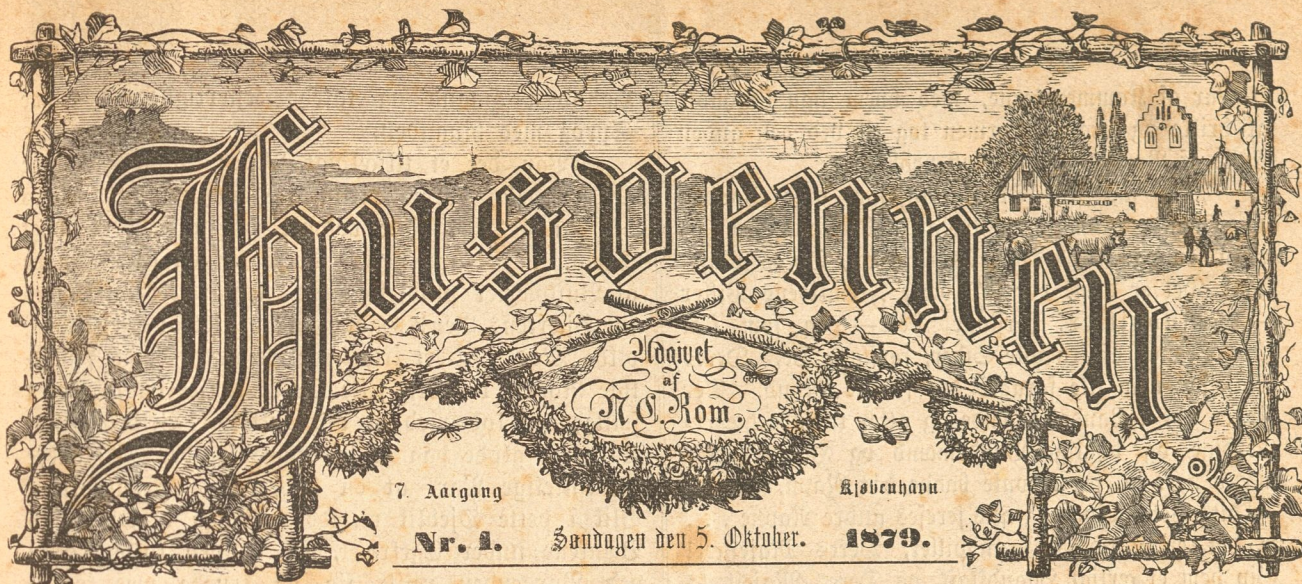 Husvennen
Udgivet
af
N. C. Rom.
7. Aargang
Kjøbenhavn.
Nr. 1. Søndagen den 5. Oktober. 1879.